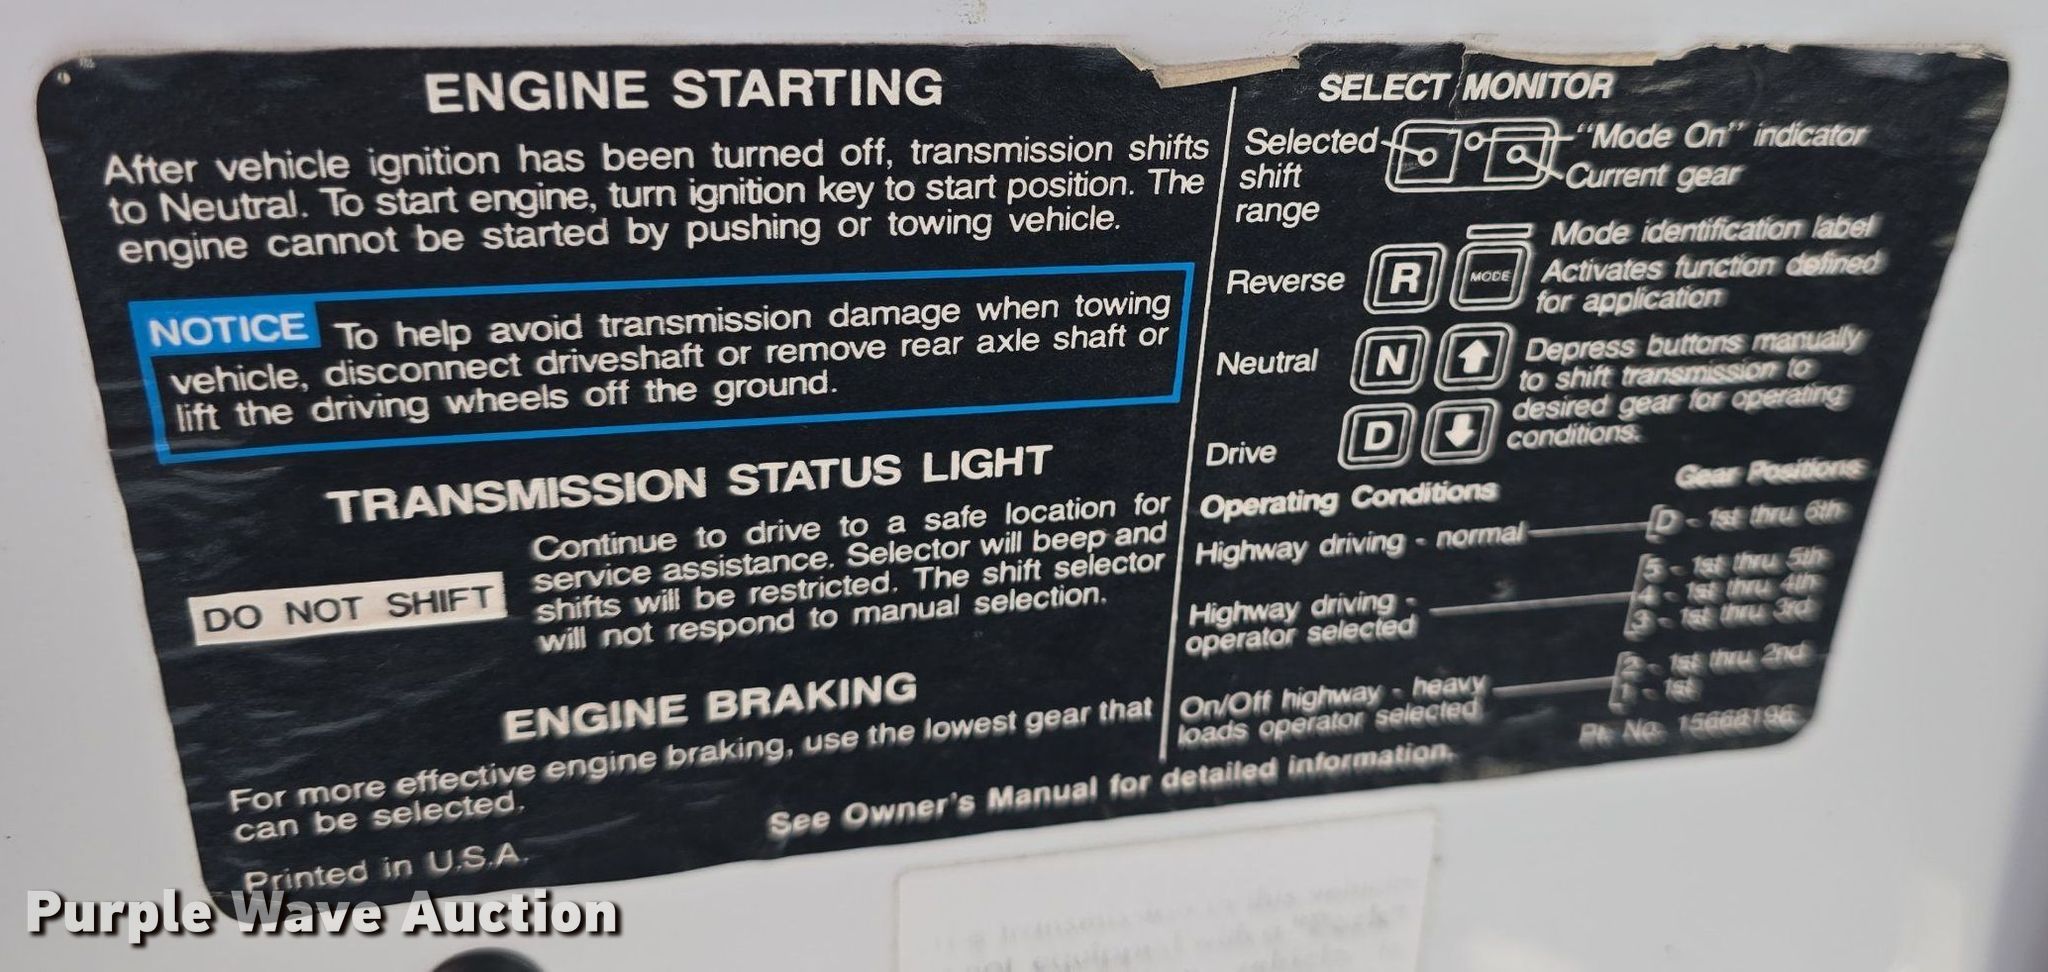 ENGINE STARTING
After vehicle ignition has been turned off, transmission shifts
to Neutral. To start engine, turn ignition key to start position. The
engine cannot be started by pushing or towing vehicle.
NOTICE To help avoid transmission damage when towing
vehicle, disconnect driveshaft or remove rear axle shaft or
lift the driving wheels off the ground.
TRANSMISSION STATUS LIGHT
DO NOT SHIFT
Continue to drive to a safe location for
service assistance. Selector will beep and
shifts will be restricted. The shift selector
will not respond to manual selection.
ENGINE BRAKING
For more effective engine braking, use the lowest gear that
can be selected.
Printed in U.S.A.
See Owner's Manual for detailed information.
SELECT MONITOR
Selected
shift
range
"Mode On" indicator
Current gear
Mode identification label
Reverse R MODE Activates function defined
for application
Neutral N ↑ Depress buttons manually
to shift transmission to
desired gear for operating
conditions.
Drive D ↓
Operating Conditions Gear Positions
Highway driving - normal D - 1st thru 6th
Highway driving -
operator selected
5 - 1st thru 5th
4 - 1st thru 4th
3 - 1st thru 3rd
On/Off highway - heavy
loads operator selected
2 - 1st thru 2nd
1 - 1st
Pt. No. 15668196
Purple Wave Auction